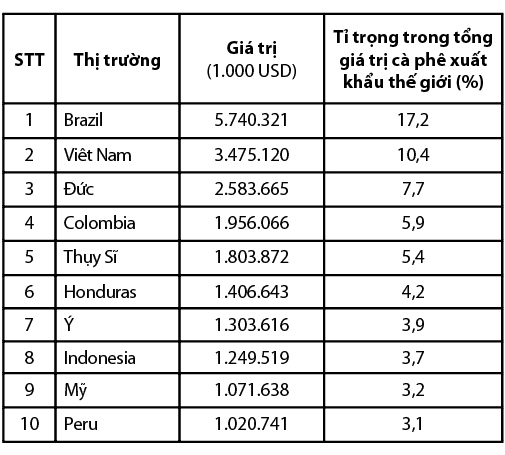 STT Thị trường Giá trị (1.000 USD) Tỉ trọng trong tổng giá trị cà phê xuất khẩu thế giới (%)
1 Brazil 5.740.321 17,2
2 Viêt Nam 3.475.120 10,4
3 Đức 2.583.665 7,7
4 Colombia 1.956.066 5,9
5 Thụy Sĩ 1.803.872 5,4
6 Honduras 1.406.643 4,2
7 Ý 1.303.616 3,9
8 Indonesia 1.249.519 3,7
9 Mỹ 1.071.638 3,2
10 Peru 1.020.741 3,1